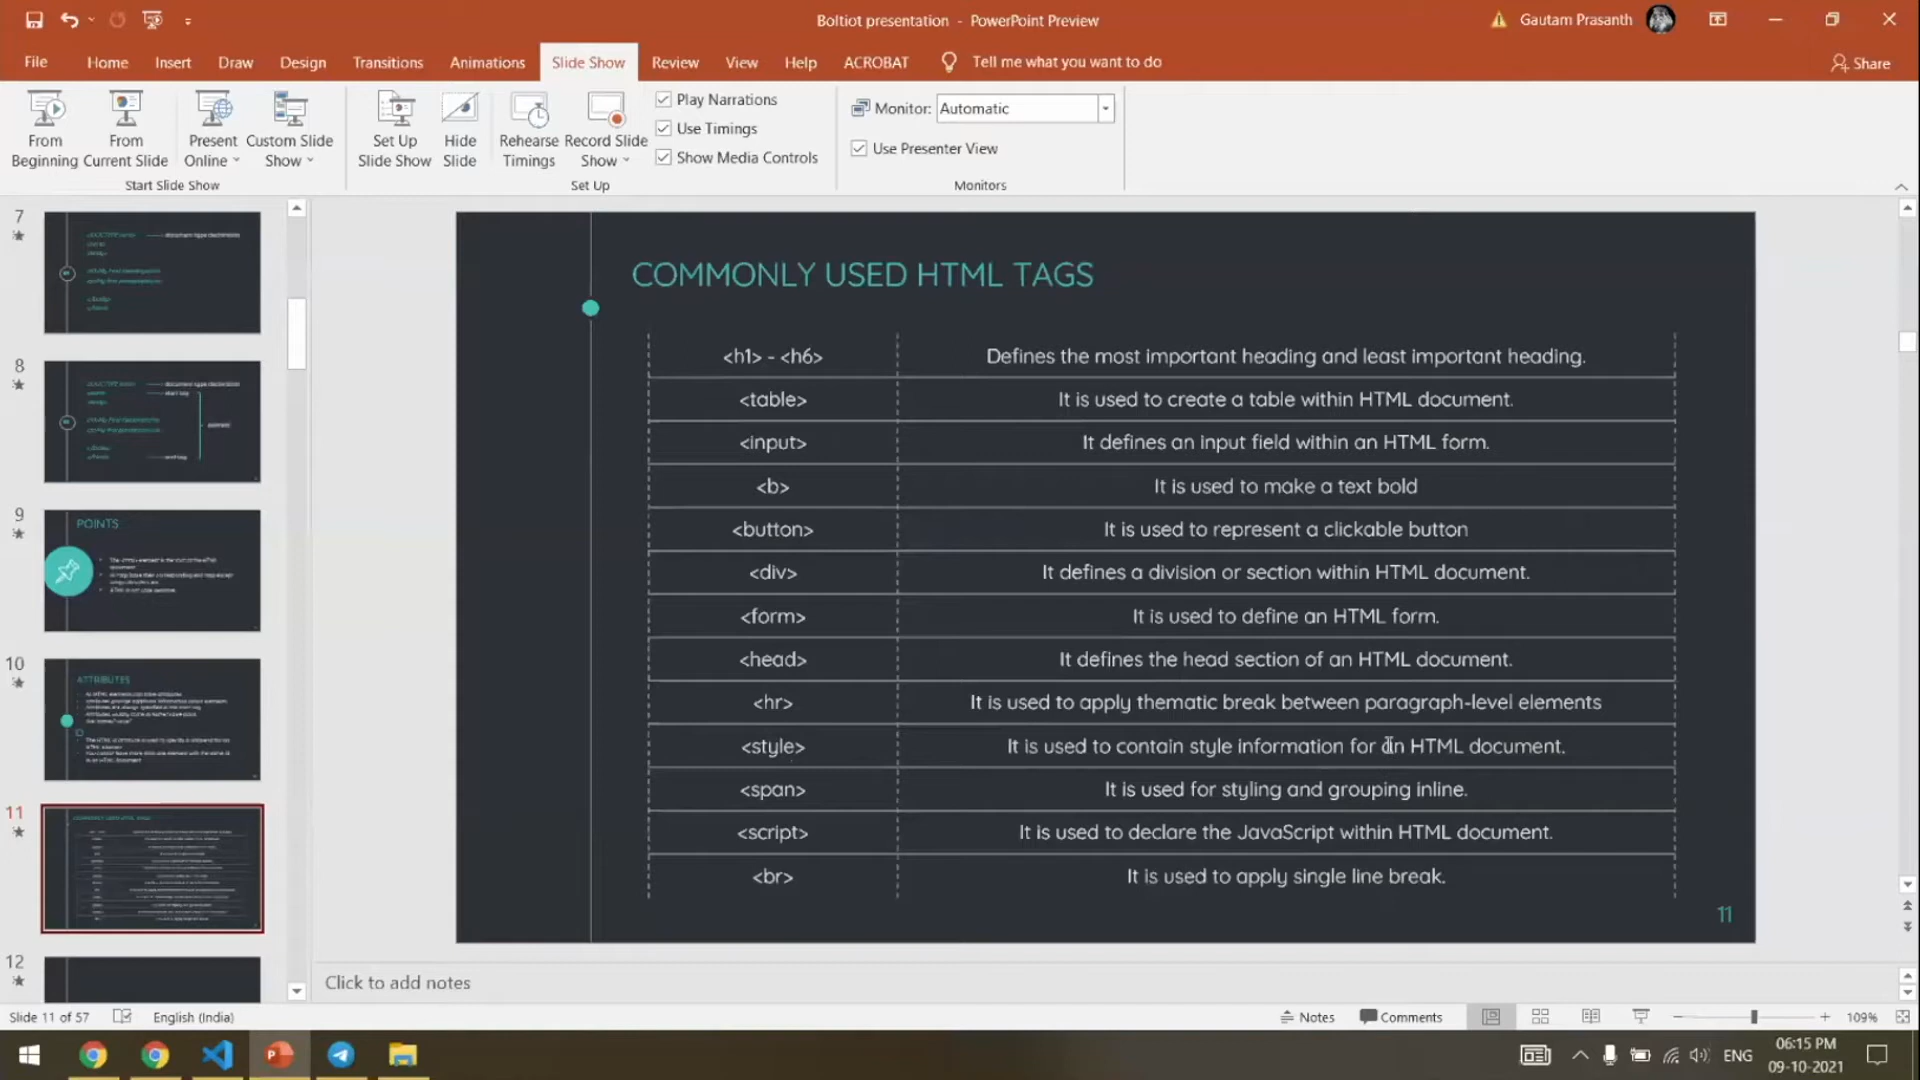 Boltiot presentation - PowerPoint Preview
Gautam Prasanth
File Home Insert Draw Design Transitions Animations Slide Show Review View Help ACROBAT Tell me what you want to do Share
From Beginning
From Current Slide
Present Online
Custom Slide Show
Start Slide Show
Set Up Slide Show
Hide Slide
Rehearse Timings
Record Slide Show
Play Narrations
Use Timings
Show Media Controls
Set Up
Monitor: Automatic
Use Presenter View
Monitors
7
8
9
POINTS
10
ATTRIBUTES
11
12
COMMONLY USED HTML TAGS
<h1> - <h6> Defines the most important heading and least important heading.
<table> It is used to create a table within HTML document.
<input> It defines an input field within an HTML form.
<b> It is used to make a text bold
<button> It is used to represent a clickable button
<div> It defines a division or section within HTML document.
<form> It is used to define an HTML form.
<head> It defines the head section of an HTML document.
<hr> It is used to apply thematic break between paragraph-level elements
<style> It is used to contain style information for an HTML document.
<span> It is used for styling and grouping inline.
<script> It is used to declare the JavaScript within HTML document.
<br> It is used to apply single line break.
11
Click to add notes
Slide 11 of 57 English (India) Notes Comments 109%
ENG
06:15 PM
09-10-2021